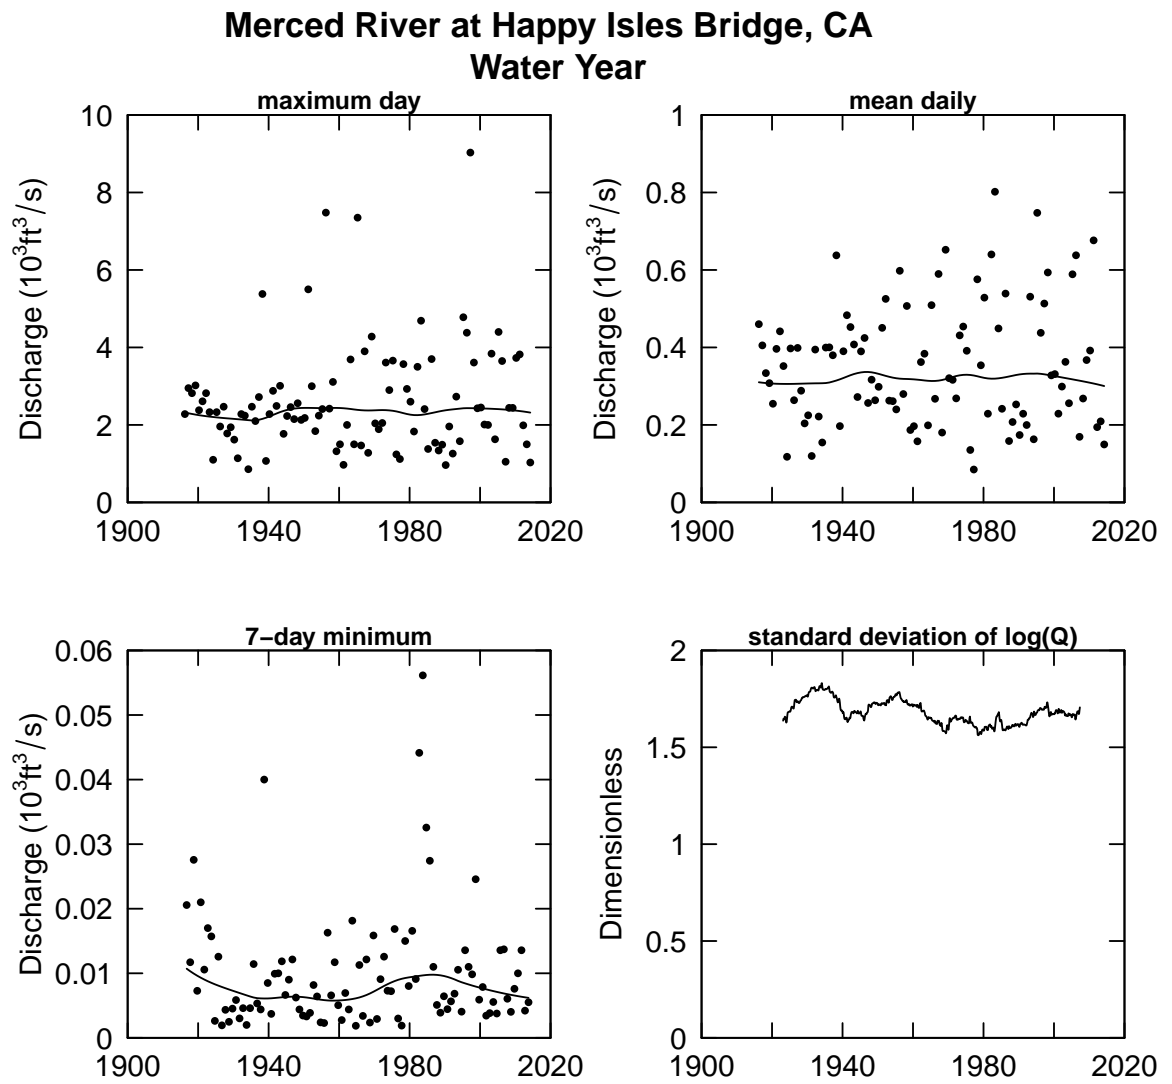 Merced River at Happy Isles Bridge, CA
Water Year
maximum day
Discharge (10³ft³/s)
10
8
6
4
2
0
1900 1940 1980 2020
mean daily
Discharge (10³ft³/s)
1
0.8
0.6
0.4
0.2
0
1900 1940 1980 2020
7−day minimum
Discharge (10³ft³/s)
0.06
0.05
0.04
0.03
0.02
0.01
0
1900 1940 1980 2020
standard deviation of log(Q)
Dimensionless
2
1.5
1
0.5
0
1900 1940 1980 2020